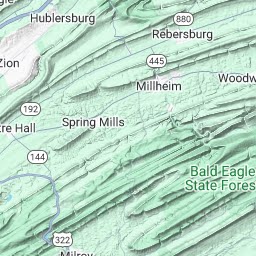 Hublersburg
880
Rebersburg
Zion
445
Millheim
Woodw
192
Spring Mills
tre Hall
144
Bald Eagle
State Fores
322
Milroy